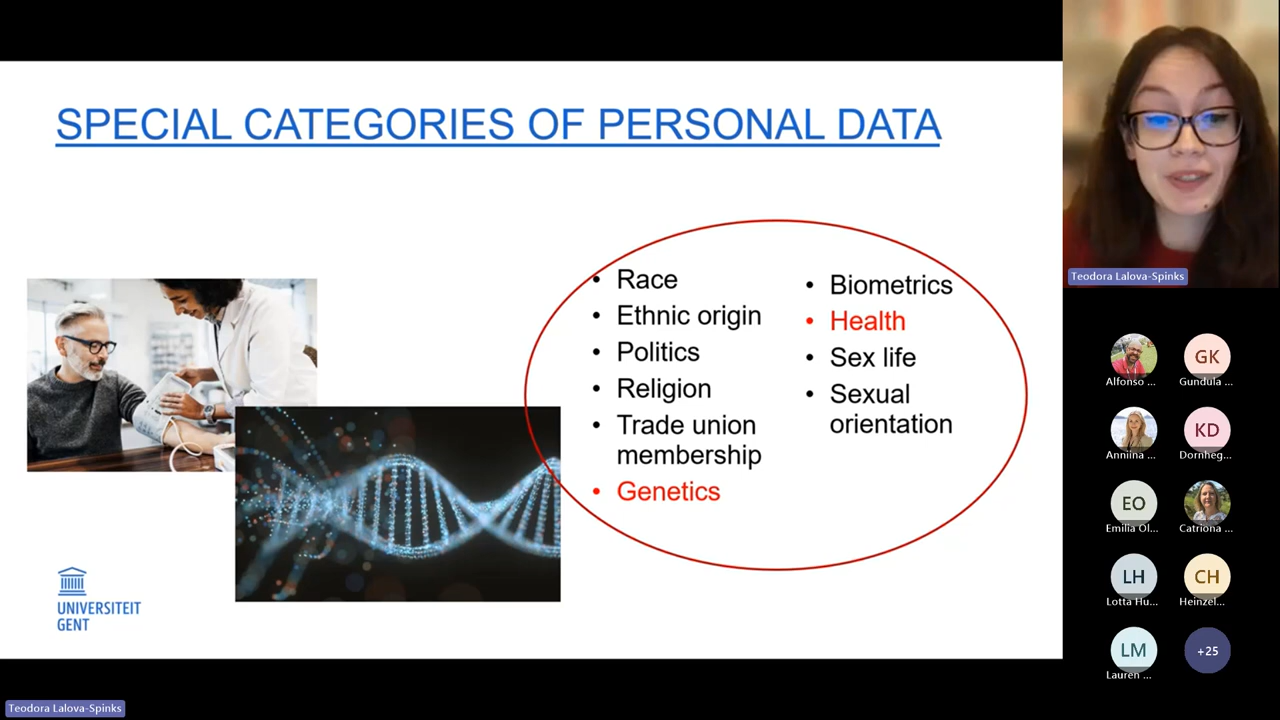 SPECIAL CATEGORIES OF PERSONAL DATA
• Race
• Ethnic origin
• Politics
• Religion
• Trade union
membership
• Genetics
• Biometrics
• Health
• Sex life
• Sexual
orientation
UNIVERSITEIT
GENT
Teodora Lalova-Spinks
Alfonso ...
GK
Gundula ...
Anniina ...
KD
Dornheg...
EO
Emilia Ol...
Catriona ...
LH
Lotta Hu...
CH
Heinzel...
LM
Lauren ...
+25
Teodora Lalova-Spinks